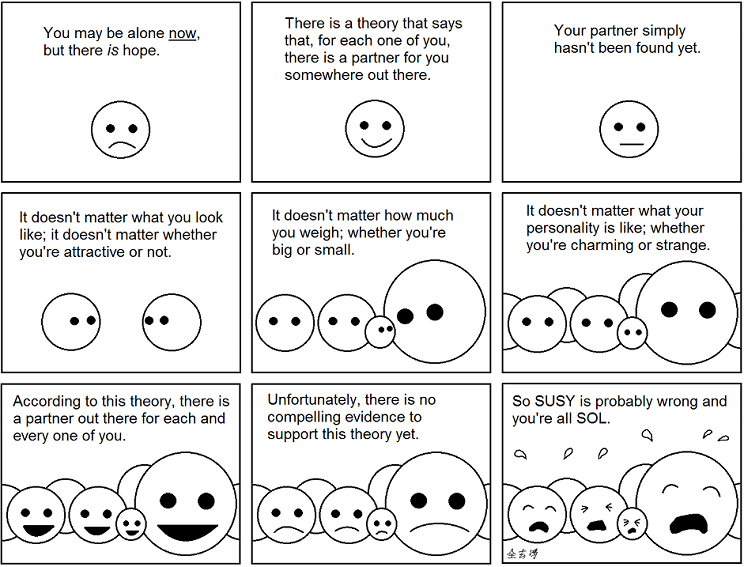 You may be alone now,
but there is hope.
There is a theory that says
that, for each one of you,
there is a partner for you
somewhere out there.
Your partner simply
hasn't been found yet.
It doesn't matter what you look
like; it doesn't matter whether
you're attractive or not.
It doesn't matter how much
you weigh; whether you're
big or small.
It doesn't matter what your
personality is like; whether
you're charming or strange.
According to this theory, there is
a partner out there for each and
every one of you.
Unfortunately, there is no
compelling evidence to
support this theory yet.
So SUSY is probably wrong and
you're all SOL.